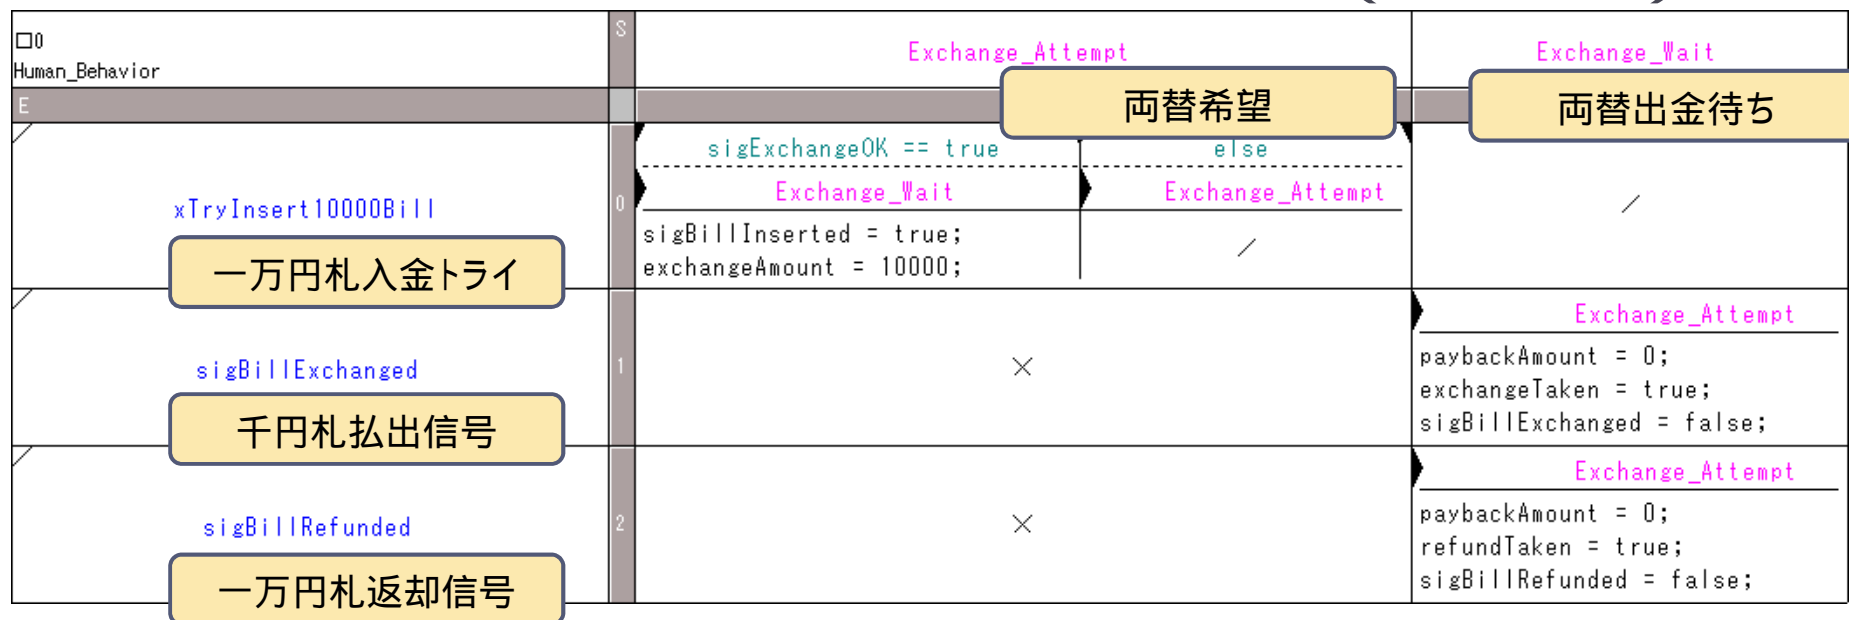 □0
Human_Behavior
S
Exchange_Attempt
Exchange_Wait
E
両替希望
両替出金待ち
xTryInsert10000Bill
一万円札入金トライ
0
sigExchangeOK == true
else
Exchange_Wait
Exchange_Attempt
sigBillInserted = true;
exchangeAmount = 10000;
/
/
sigBillExchanged
千円札払出信号
1
×
Exchange_Attempt
paybackAmount = 0;
exchangeTaken = true;
sigBillExchanged = false;
sigBillRefunded
一万円札返却信号
2
×
Exchange_Attempt
paybackAmount = 0;
refundTaken = true;
sigBillRefunded = false;